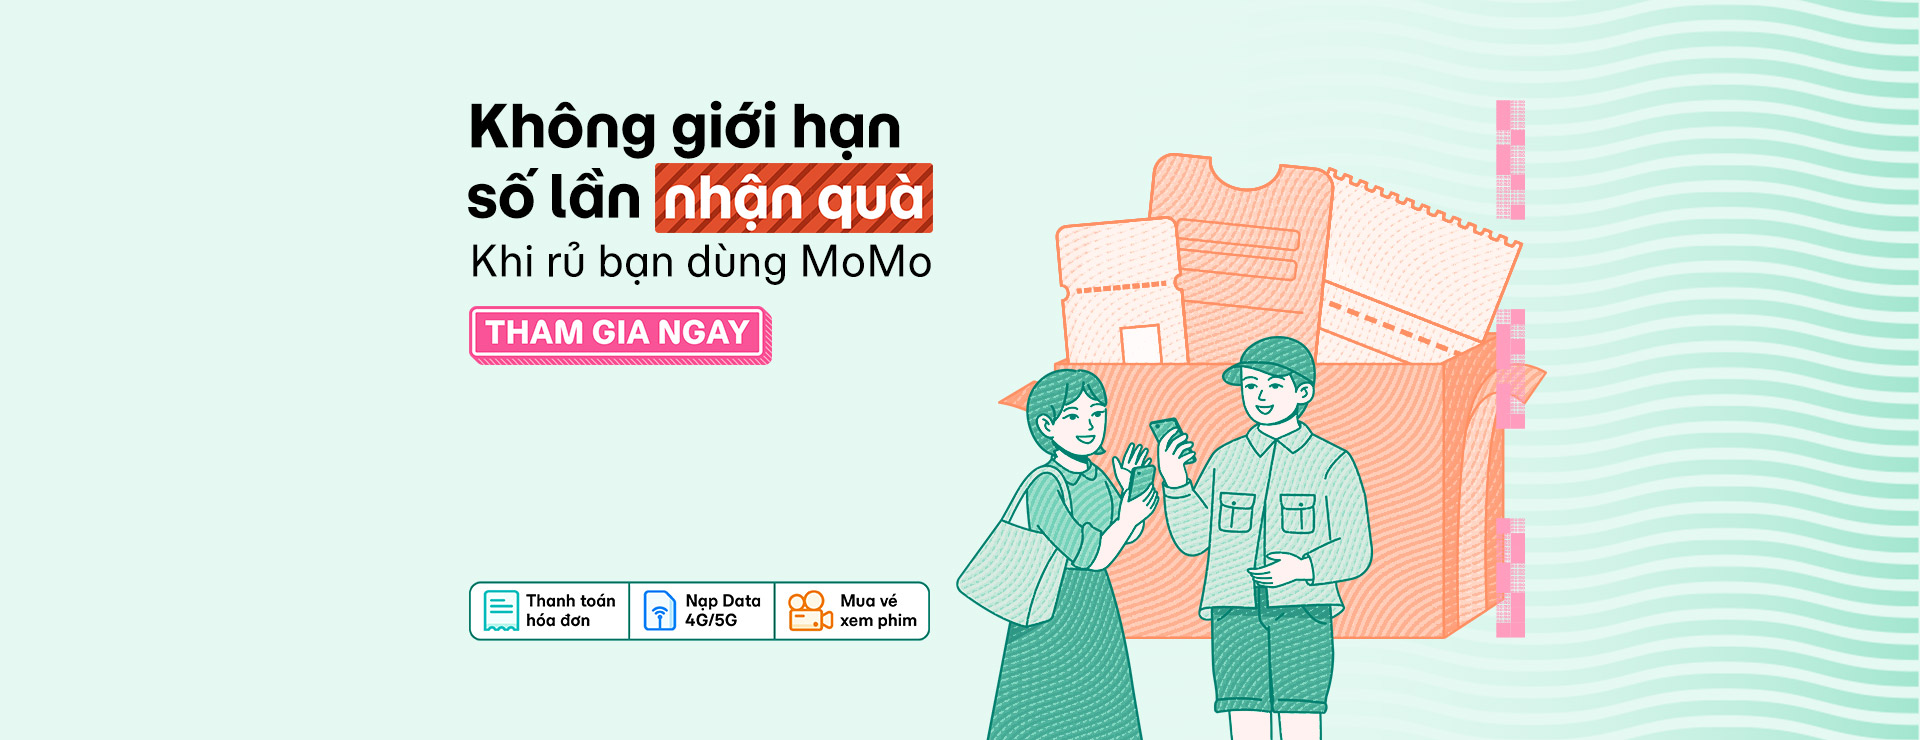 Không giới hạn
số lần nhận quà
Khi rủ bạn dùng MoMo
THAM GIA NGAY
Thanh toán
hóa đơn
Nạp Data
4G/5G
Mua vé
xem phim